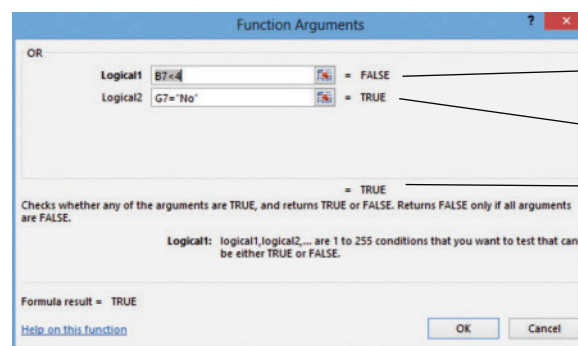 Function Arguments ? ×
OR
Logical1 B7<4 = FALSE
Logical2 G7="No" = TRUE
= TRUE
Checks whether any of the arguments are TRUE, and returns TRUE or FALSE. Returns FALSE only if all arguments
are FALSE.
Logical1: logical1,logical2,... are 1 to 255 conditions that you want to test that can
be either TRUE or FALSE.
Formula result = TRUE
Help on this function OK Cancel